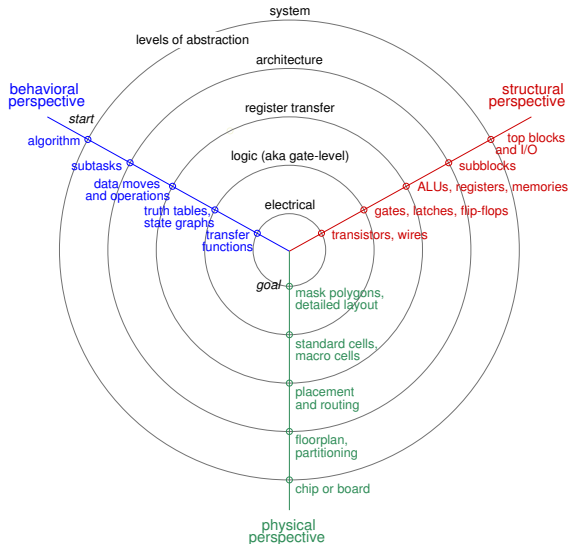 system
levels of abstraction
architecture
behavioral
perspective
structural
perspective
register transfer
start
algorithm
top blocks
and I/O
logic (aka gate-level)
subtasks
subblocks
data moves
and operations
ALUs, registers, memories
electrical
truth tables,
state graphs
gates, latches, flip-flops
transfer
functions
transistors, wires
goal
mask polygons,
detailed layout
standard cells,
macro cells
placement
and routing
floorplan,
partitioning
chip or board
physical
perspective